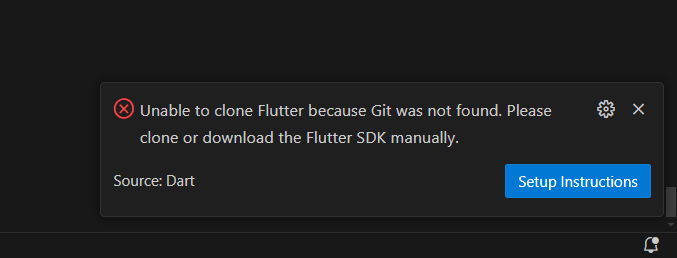 Unable to clone Flutter because Git was not found. Please
clone or download the Flutter SDK manually.
Source: Dart
Setup Instructions